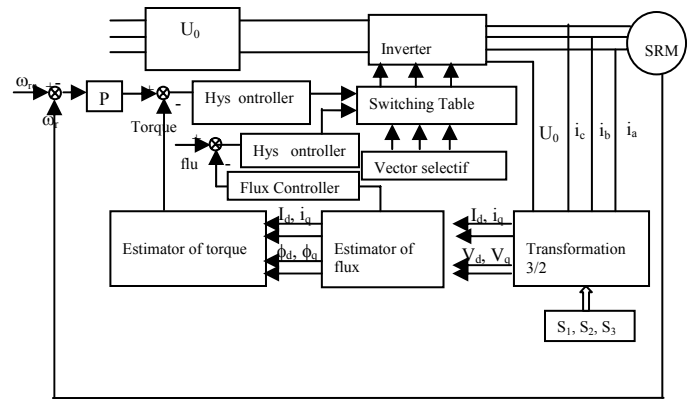 U0
Inverter
SRM
ωre
+
-
P
+
-
Hys ontroller
Switching Table
ωr
Torque
+
-
flu
Hys ontroller
Vector selectif
U0
ic
ib
ia
Flux Controller
Estimator of torque
Id, iq
ϕd, ϕq
Estimator of
flux
Id, iq
Vd, Vq
Transformation
3/2
S1, S2, S3